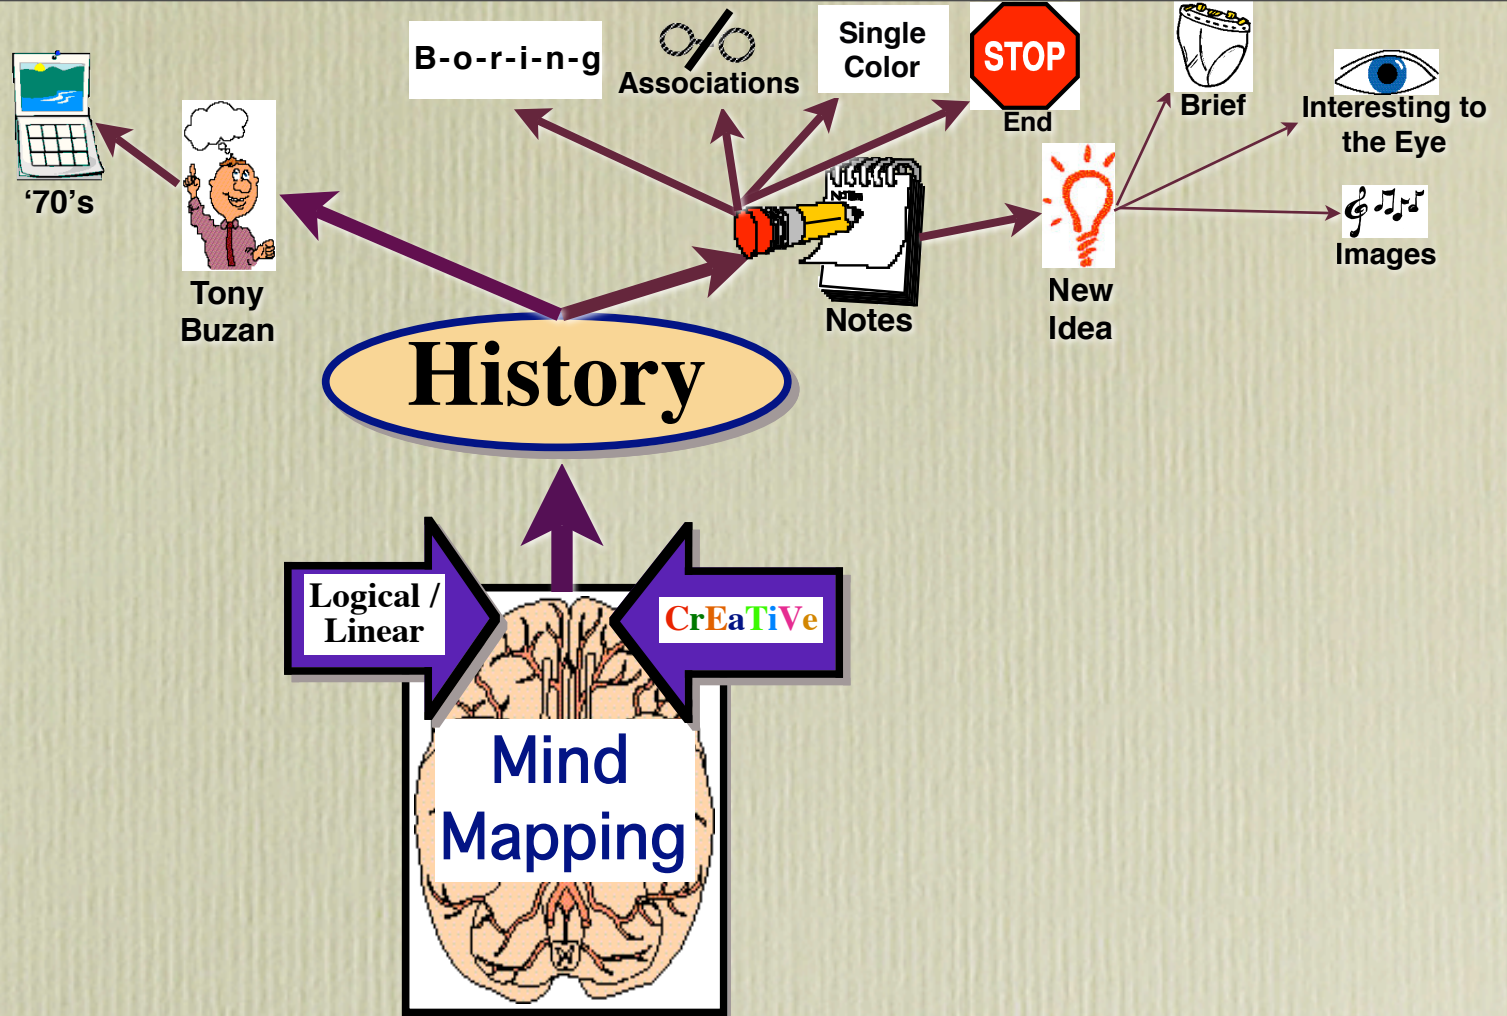 B-o-r-i-n-g
Associations
Single
Color
STOP
End
Brief
Interesting to
the Eye
Images
'70's
Tony
Buzan
Notes
Notes
New
Idea
History
Logical /
Linear
CrEaTiVe
Mind
Mapping